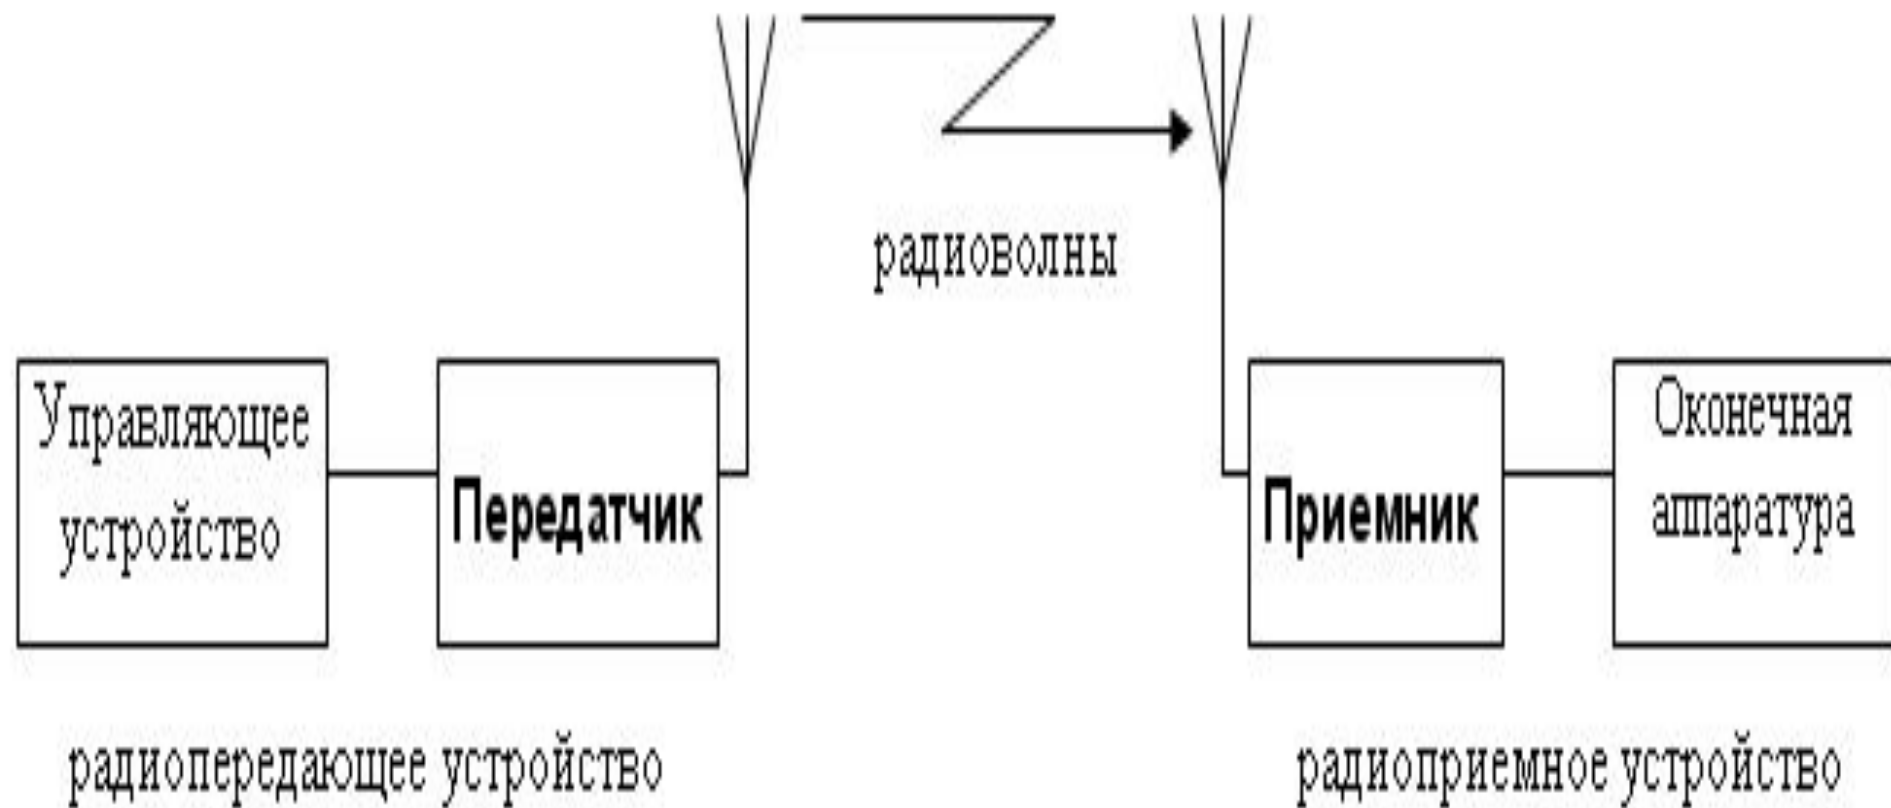 радиоволны
Управляющее
устройство
Передатчик
Приемник
Оконечная
аппаратура
радиопередающее устройство
радиоприемное устройство